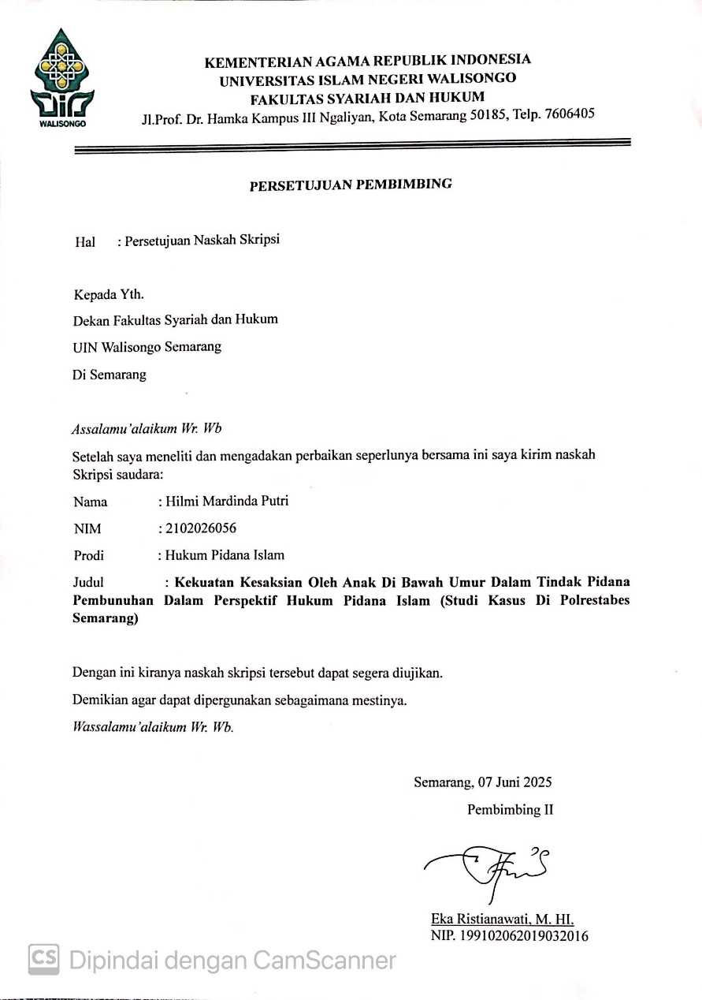 WALISONGO
KEMENTERIAN AGAMA REPUBLIK INDONESIA
UNIVERSITAS ISLAM NEGERI WALISONGO
FAKULTAS SYARIAH DAN HUKUM
Jl.Prof. Dr. Hamka Kampus III Ngaliyan, Kota Semarang 50185, Telp. 7606405
PERSETUJUAN PEMBIMBING
Hal : Persetujuan Naskah Skripsi
Kepada Yth.
Dekan Fakultas Syariah dan Hukum
UIN Walisongo Semarang
Di Semarang
Assalamu’alaikum Wr. Wb
Setelah saya meneliti dan mengadakan perbaikan seperlunya bersama ini saya kirim naskah
Skripsi saudara:
Nama : Hilmi Mardinda Putri
NIM : 2102026056
Prodi : Hukum Pidana Islam
Judul : Kekuatan Kesaksian Oleh Anak Di Bawah Umur Dalam Tindak Pidana
Pembunuhan Dalam Perspektif Hukum Pidana Islam (Studi Kasus Di Polrestabes
Semarang)
Dengan ini kiranya naskah skripsi tersebut dapat segera diujikan.
Demikian agar dapat dipergunakan sebagaimana mestinya.
Wassalamu’alaikum Wr. Wb.
Semarang, 07 Juni 2025
Pembimbing II
Eka Ristianawati, M. HI.
NIP. 199102062019032016
CS Dipindai dengan CamScanner